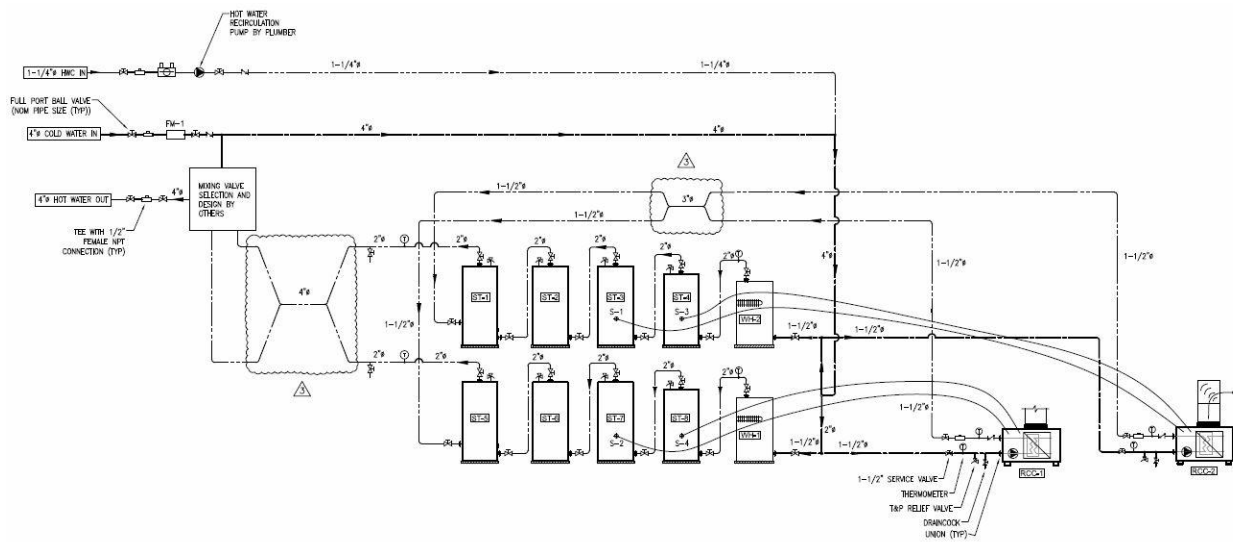 HOT WATER
RECIRCULATION
PUMP BY PLUMBER
1-1/4"ø HWC IN
1-1/4"ø
1-1/4"ø
FULL PORT BALL VALVE
(NOM PIPE SIZE (TYP))
FM-1
4"ø COLD WATER IN
4"ø
4"ø
3
MIXING VALVE
SELECTION AND
DESIGN BY
OTHERS
4"ø HOT WATER OUT
4"ø
1-1/2"ø
3"ø
1-1/2"ø
TEE WITH 1/2"
FEMALE NPT
CONNECTION (TYP)
2"ø
2"ø
2"ø
2"ø
2"ø
2"ø
4"ø
1-1/2"ø
1-1/2"ø
4"ø
ST-1
ST-2
ST-3
ST-4
WH-2
S-1
S-3
1-1/2"ø
1-1/2"ø
1-1/2"ø
2"ø
2"ø
2"ø
2"ø
2"ø
2"ø
3
ST-5
ST-6
ST-7
ST-8
WH-1
1-1/2"ø
S-2
S-4
2"ø
1-1/2"ø
1-1/2"ø
RCC-1
RCC-2
1-1/2" SERVICE VALVE
THERMOMETER
T&P RELIEF VALVE
DRAINCOCK
UNION (TYP)